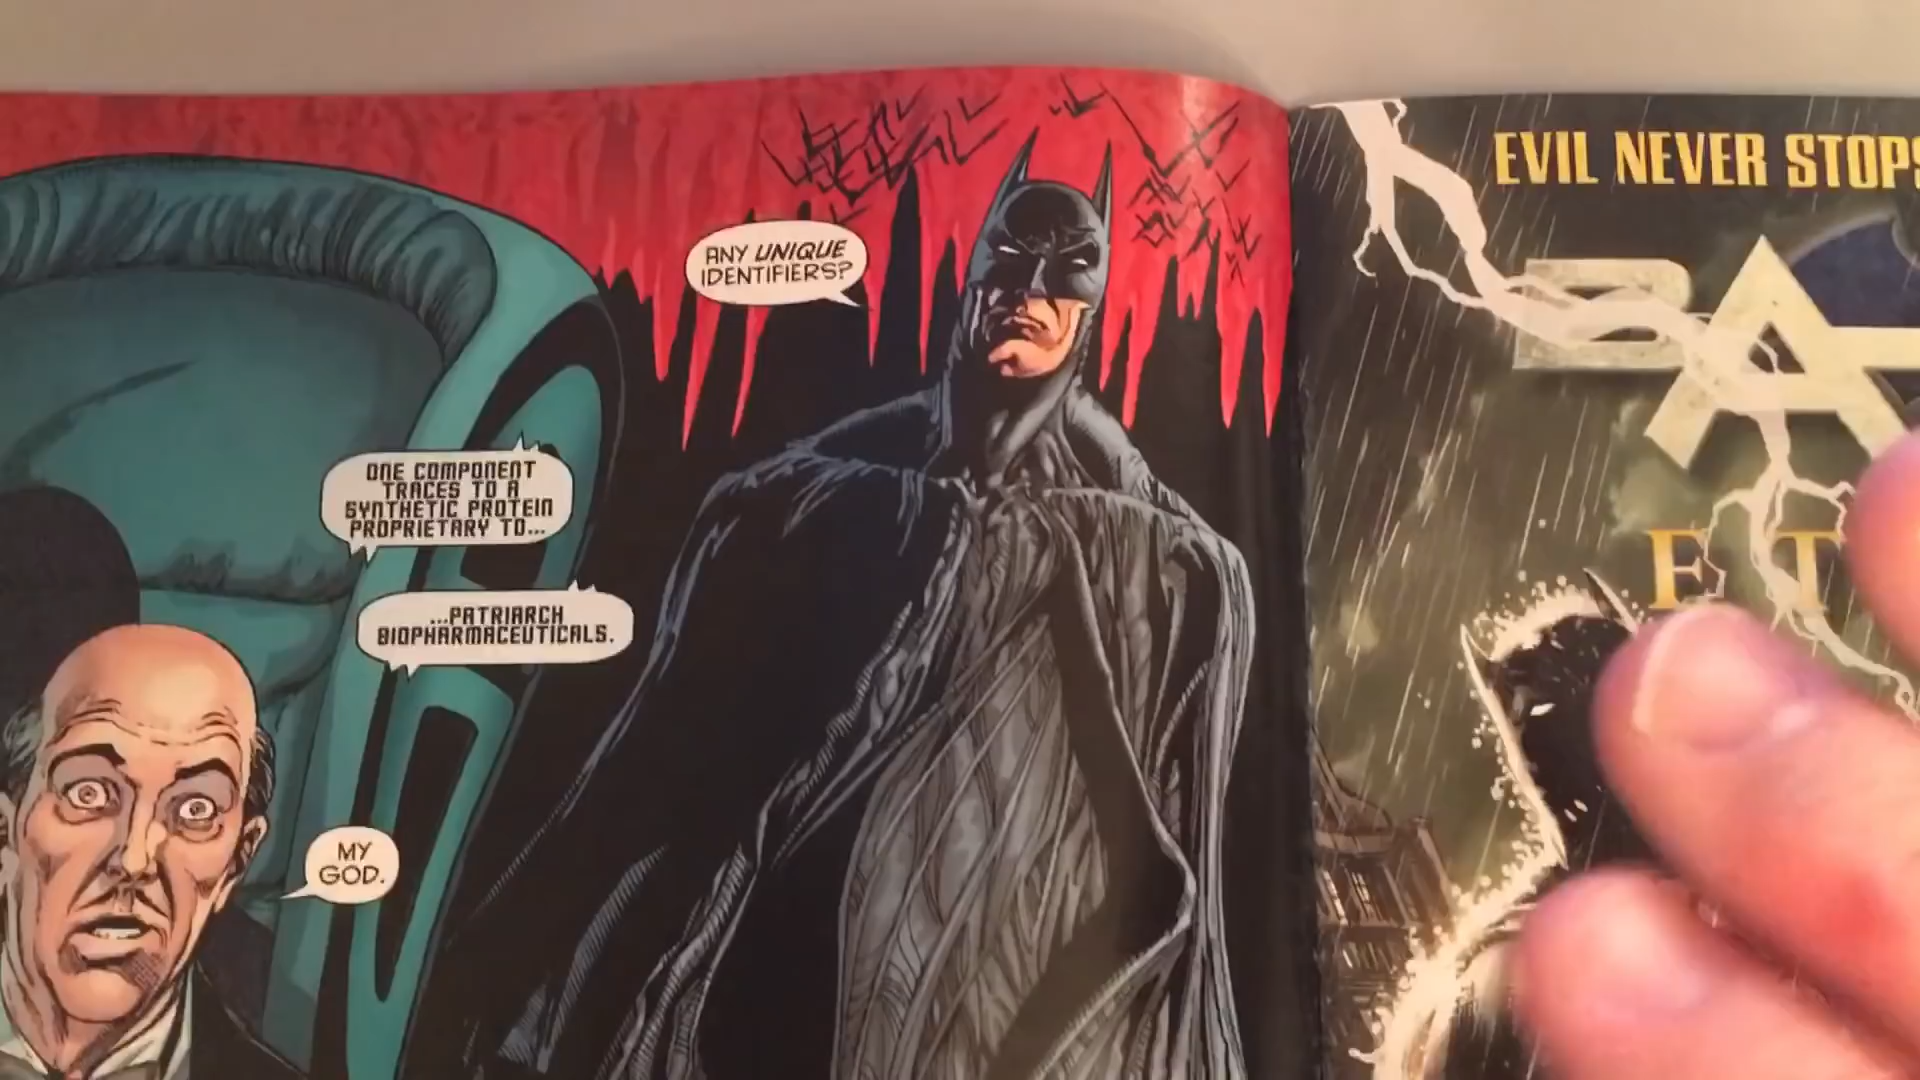 ANY UNIQUE
IDENTIFIERS?
ONE COMPONENT
TRACES TO A
SYNTHETIC PROTEIN
PROPRIETARY TO...
...PATRIARCH
BIOPHARMACEUTICALS.
MY
GOD.
EVIL NEVER STOPS